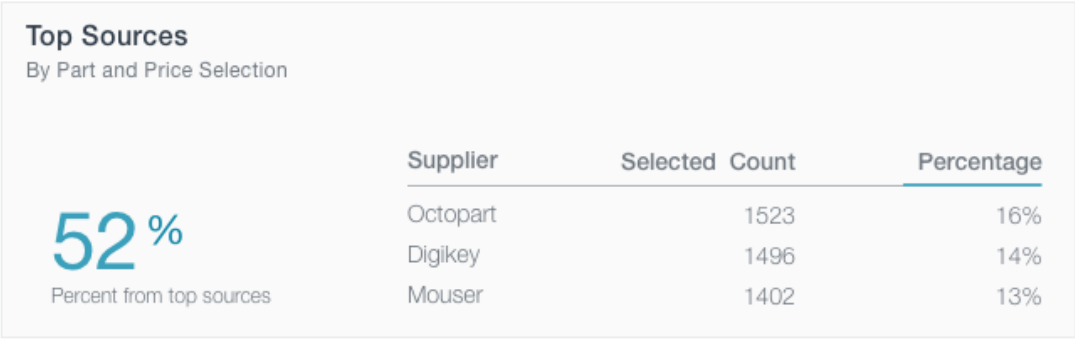 Top Sources
By Part and Price Selection
Supplier Selected Count Percentage
Octopart 1523 16%
52 %
Digikey 1496 14%
Percent from top sources
Mouser 1402 13%